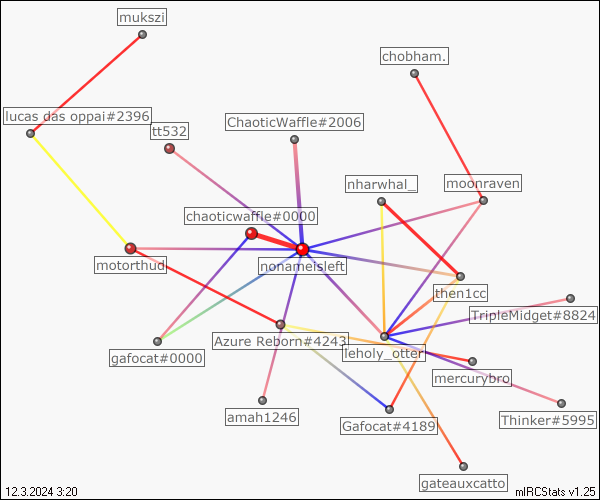 mukszi
chobham.
lucas das oppai#2396
tt532
ChaoticWaffle#2006
nharwhal_
moonraven
chaoticwaffle#0000
motorthud
nonameisleft
then1cc
TripleMidget#8824
gafocat#0000
Azure Reborn#4243
leholy_otter
mercurybro
amah1246
Gafocat#4189
Thinker#5995
gateauxcatto
12.3.2024 3:20
mIRCStats v1.25